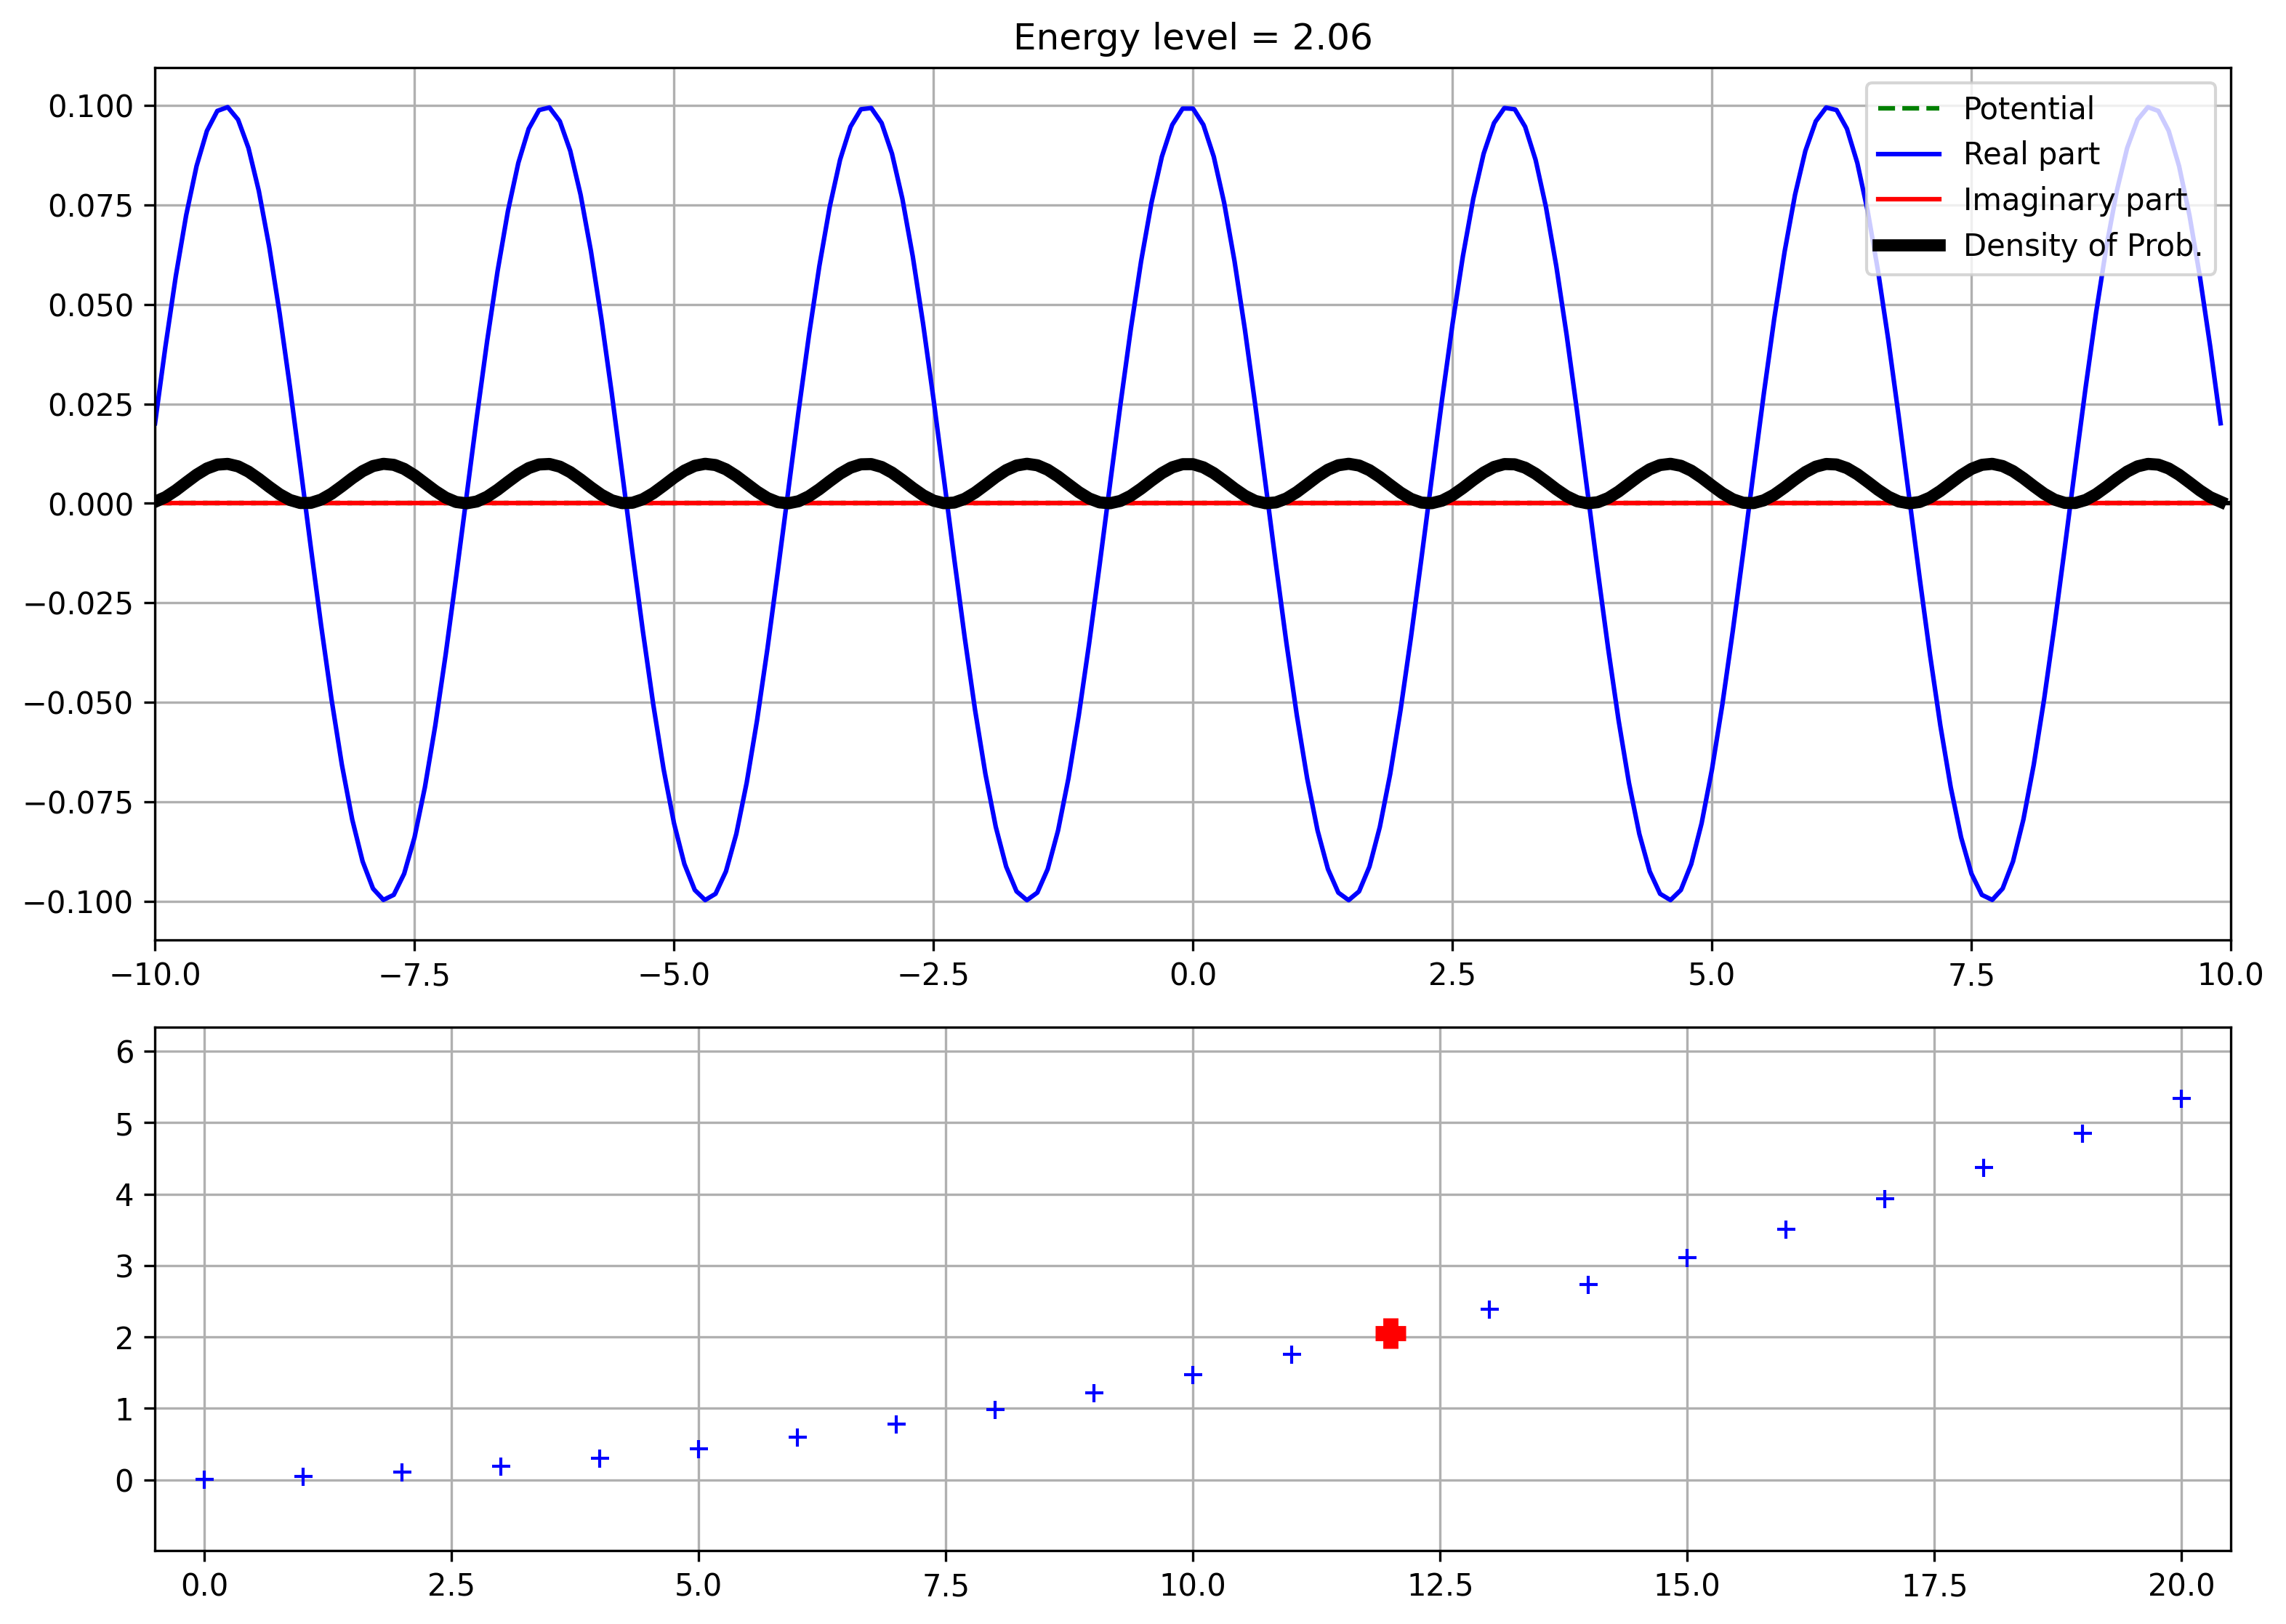 Energy level = 2.06
0.100
0.075
0.050
0.025
0.000
−0.025
−0.050
−0.075
−0.100
Potential
Real part
Imaginary part
Density of Prob.
−10.0 −7.5 −5.0 −2.5 0.0 2.5 5.0 7.5 10.0
6
5
4
3
2
1
0
0.0 2.5 5.0 7.5 10.0 12.5 15.0 17.5 20.0